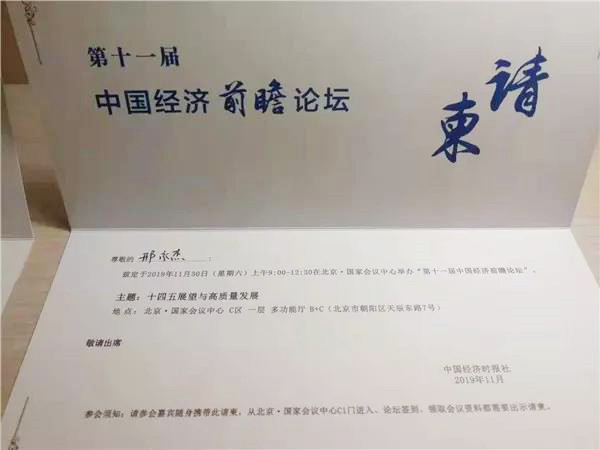 第十一届
中国经济前瞻论坛
请柬
尊敬的 邢永杰：
兹定于2019年11月30日（星期六）上午9:00-12:30在北京·国家会议中心举办“第十一届中国经济前瞻论坛”。
主题：十四五展望与高质量发展
地点：北京·国家会议中心 C区 一层 多功能厅 B+C（北京市朝阳区天辰东路7号）
敬请出席
中国经济时报社
2019年11月
参会须知：请参会嘉宾随身携带此请柬，从北京·国家会议中心C1门进入、论坛签到、领取会议资料都需要出示请柬。